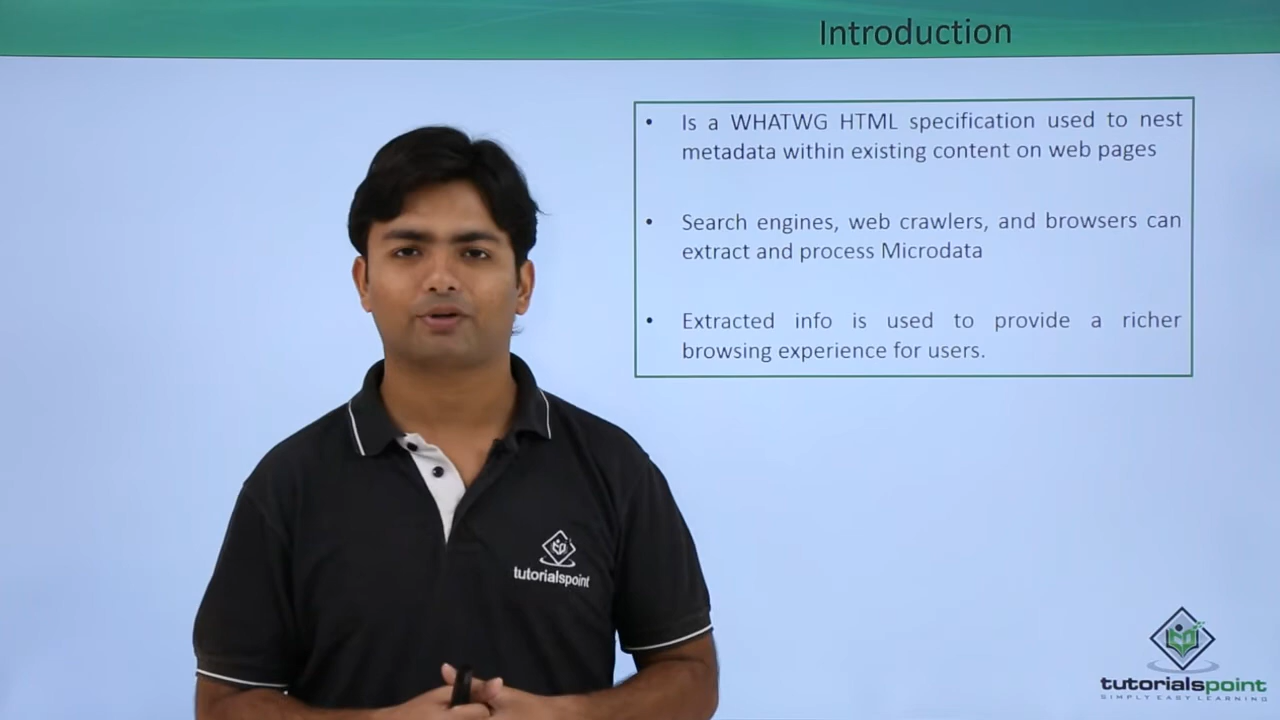 Introduction
• Is a WHATWG HTML specification used to nest
metadata within existing content on web pages
• Search engines, web crawlers, and browsers can
extract and process Microdata
• Extracted info is used to provide a richer
browsing experience for users.
tutorialspoint
tutorialspoint
SIMPLY EASY LEARNING